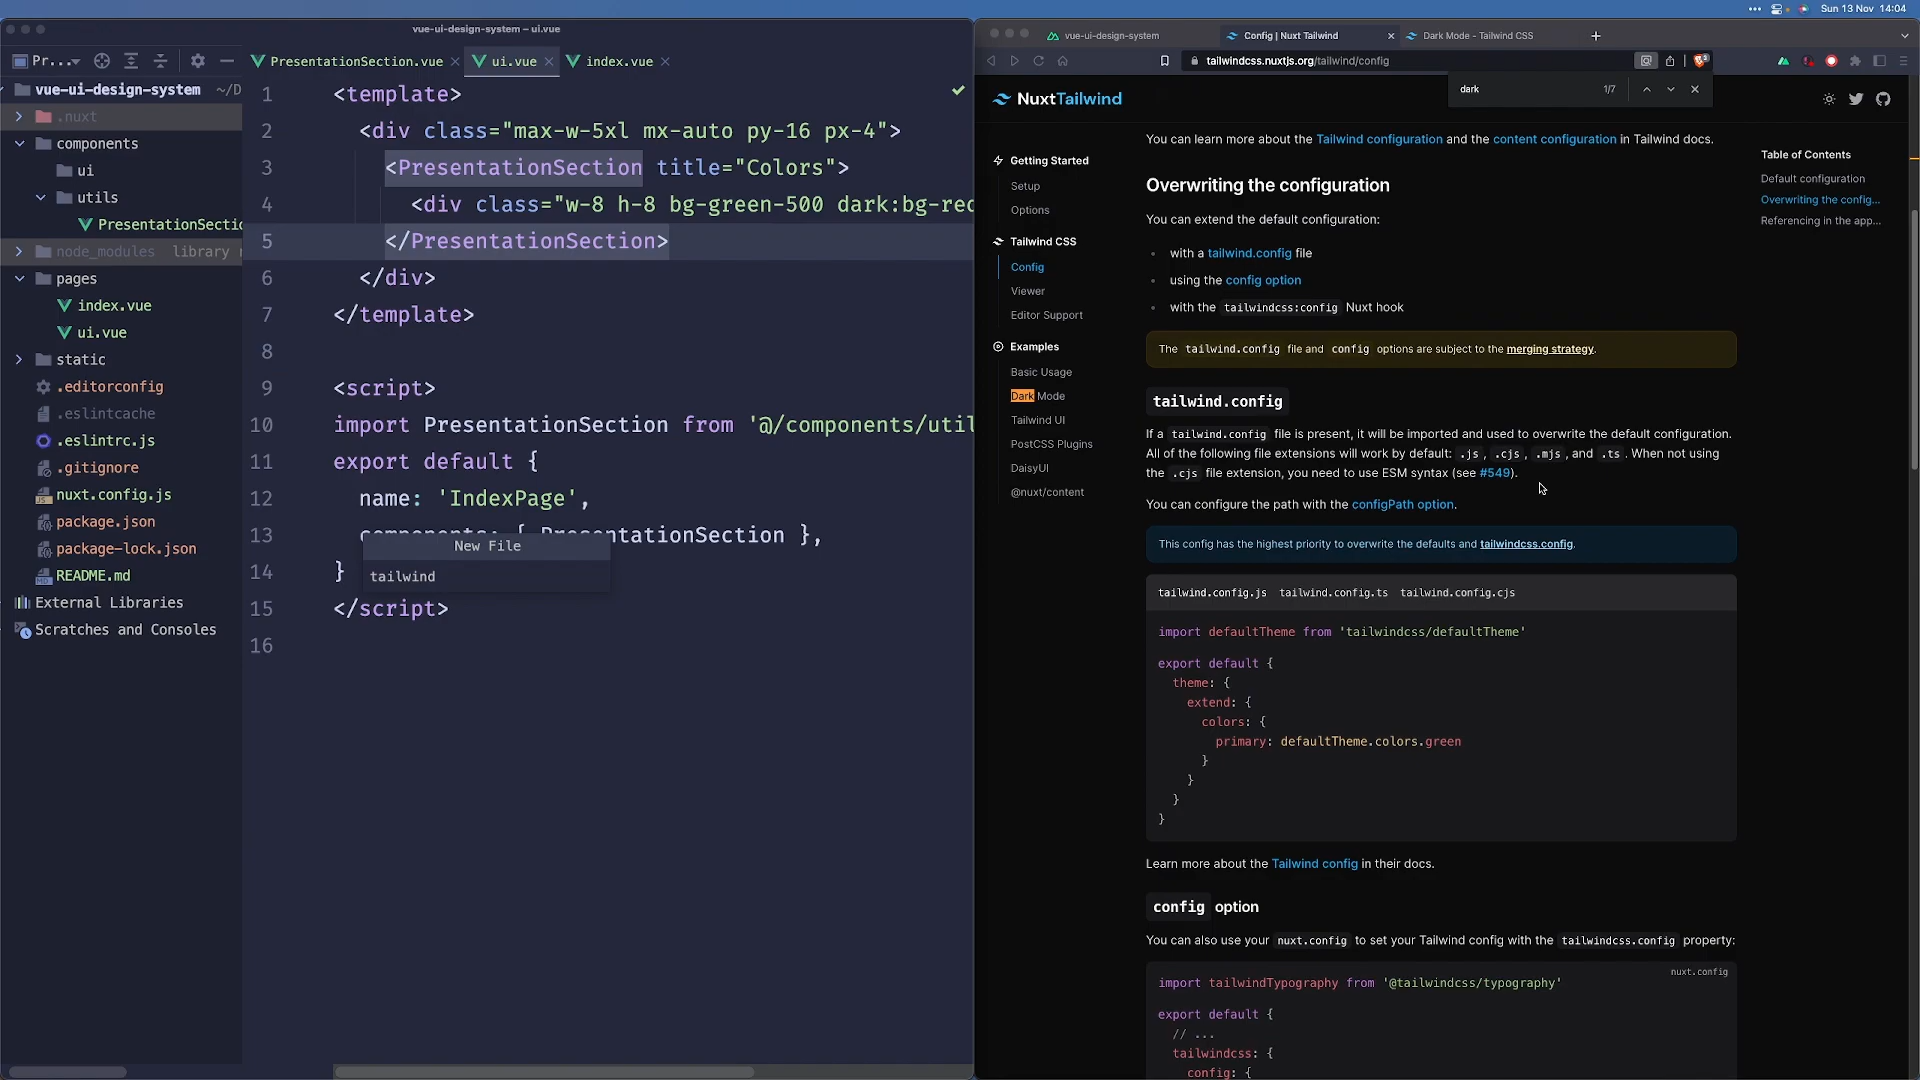 Sun 13 Nov 14:04
vue-ui-design-system – ui.vue
Pr...
PresentationSection.vue
ui.vue
index.vue
vue-ui-design-system ~/D
.nuxt
components
ui
utils
PresentationSectio
node_modules library
pages
index.vue
ui.vue
static
.editorconfig
.eslintcache
.eslintrc.js
.gitignore
nuxt.config.js
package.json
package-lock.json
README.md
External Libraries
Scratches and Consoles
1 <template>
2 <div class="max-w-5xl mx-auto py-16 px-4">
3 <PresentationSection title="Colors">
4 <div class="w-8 h-8 bg-green-500 dark:bg-red
5 </PresentationSection>
6 </div>
7 </template>
8
9 <script>
10 import PresentationSection from '@/components/util
11 export default {
12 name: 'IndexPage',
13 components: { PresentationSection },
14 }
15 </script>
16
New File
tailwind
vue-ui-design-system
Config | Nuxt Tailwind
Dark Mode - Tailwind CSS
tailwindcss.nuxtjs.org/tailwind/config
dark 1/7
NuxtTailwind
Getting Started
Setup
Options
Tailwind CSS
Config
Viewer
Editor Support
Examples
Basic Usage
Dark Mode
Tailwind UI
PostCSS Plugins
DaisyUI
@nuxt/content
You can learn more about the Tailwind configuration and the content configuration in Tailwind docs.
Overwriting the configuration
You can extend the default configuration:
with a tailwind.config file
using the config option
with the tailwindcss:config Nuxt hook
The tailwind.config file and config options are subject to the merging strategy.
tailwind.config
If a tailwind.config file is present, it will be imported and used to overwrite the default configuration.
All of the following file extensions will work by default: .js, .cjs, .mjs, and .ts. When not using
the .cjs file extension, you need to use ESM syntax (see #549).
You can configure the path with the configPath option.
This config has the highest priority to overwrite the defaults and tailwindcss.config.
tailwind.config.js tailwind.config.ts tailwind.config.cjs
import defaultTheme from 'tailwindcss/defaultTheme'
export default {
theme: {
extend: {
colors: {
primary: defaultTheme.colors.green
}
}
}
}
Learn more about the Tailwind config in their docs.
config option
You can also use your nuxt.config to set your Tailwind config with the tailwindcss.config property:
nuxt.config
import tailwindTypography from '@tailwindcss/typography'
export default {
// ...
tailwindcss: {
config: {
Table of Contents
Default configuration
Overwriting the config...
Referencing in the app...